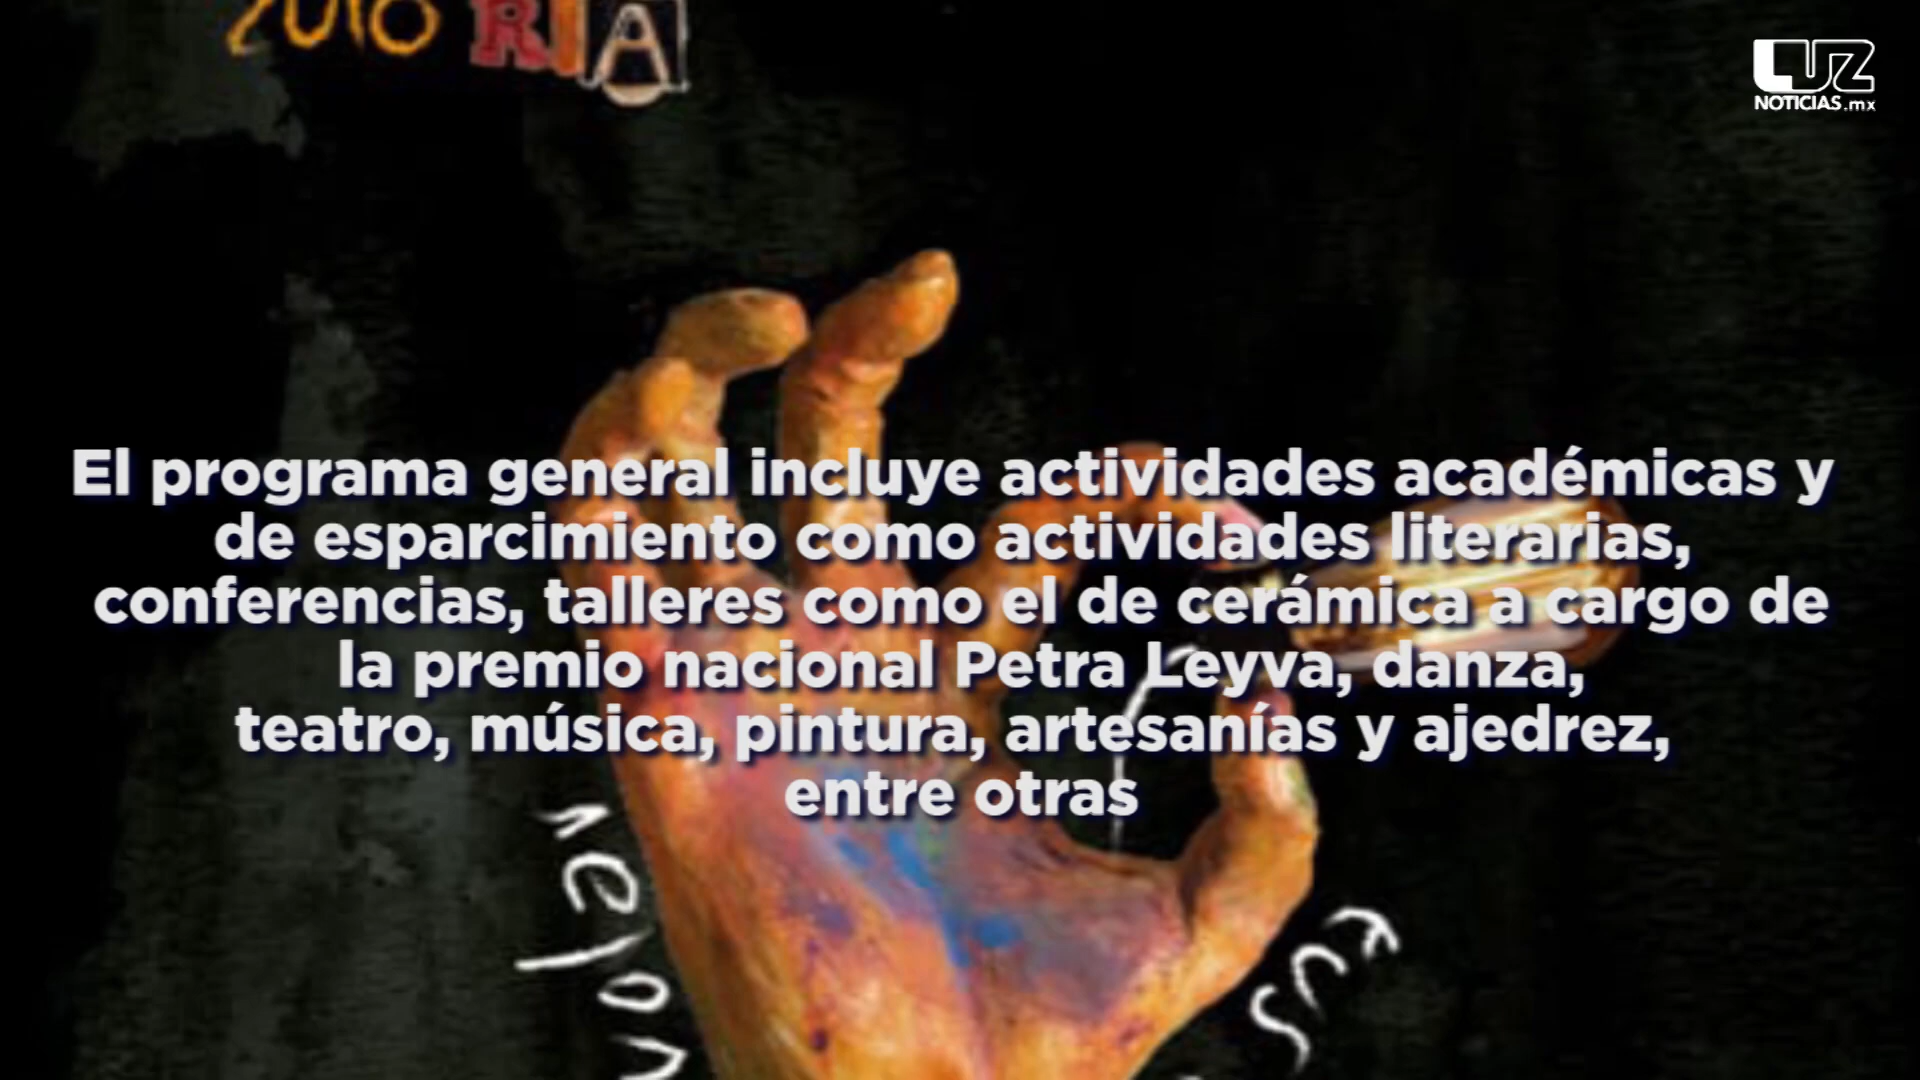 2016 RIA
LUZ
NOTICIAS.mx
El programa general incluye actividades académicas y
de esparcimiento como actividades literarias,
conferencias, talleres como el de cerámica a cargo de
la premio nacional Petra Leyva, danza,
teatro, música, pintura, artesanías y ajedrez,
entre otras